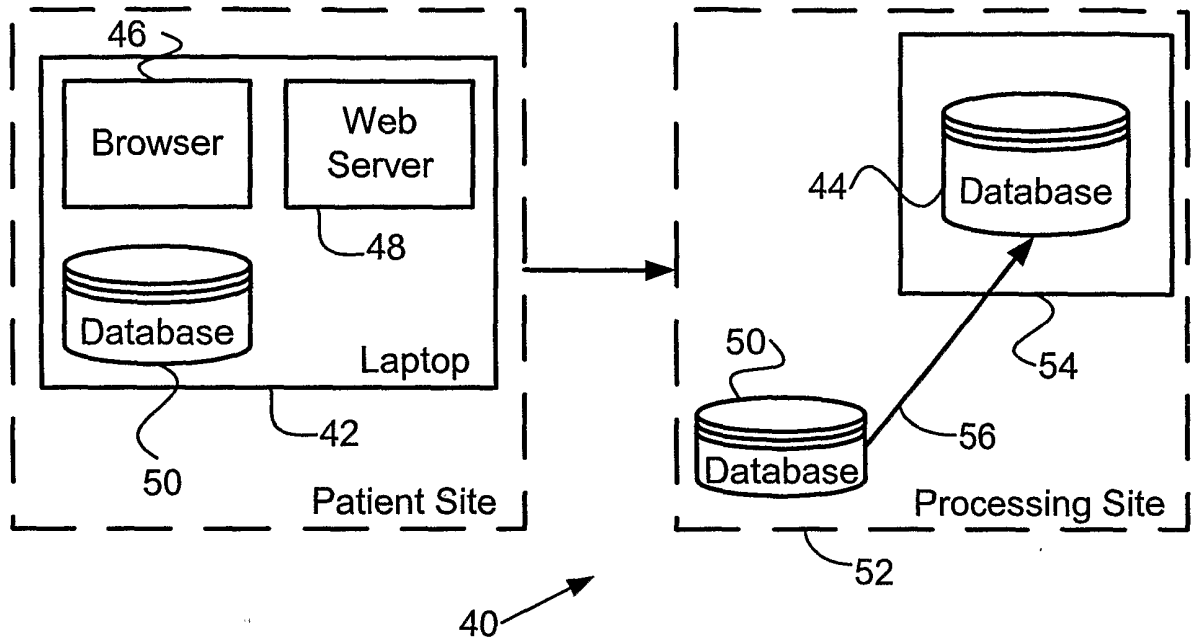 46
Browser
Web
Server
48
Database
Laptop
42
50
Patient Site
44
Database
54
50
56
Database
Processing Site
52
40